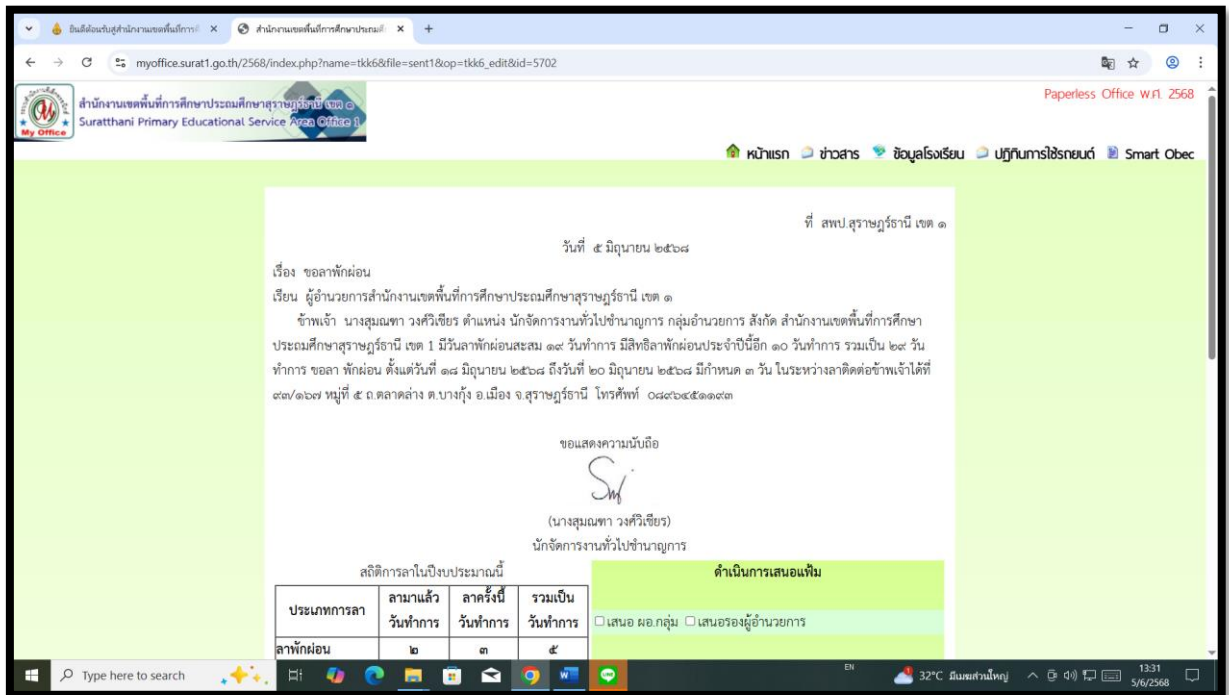 ยินดีต้อนรับสู่สำนักงานเขตพื้นที่การ
สำนักงานเขตพื้นที่การศึกษาประถมศึ
myoffice.surat1.go.th/2568/index.php?name=tkk6&file=sent1&op=tkk6_edit&id=5702
My Office
สำนักงานเขตพื้นที่การศึกษาประถมศึกษาสุราษฎร์ธานี เขต ๑
Suratthani Primary Educational Service Area Office 1
Paperless Office พ.ศ. 2568
หน้าแรก ข่าวสาร ข้อมูลโรงเรียน ปฏิทินการใช้รถยนต์ Smart Obec
ที่ สพป.สุราษฎร์ธานี เขต ๑
วันที่ ๕ มิถุนายน ๒๕๖๘
เรื่อง ขอลาพักผ่อน
เรียน ผู้อำนวยการสำนักงานเขตพื้นที่การศึกษาประถมศึกษาสุราษฎร์ธานี เขต ๑
ข้าพเจ้า นางสุมณฑา วงศ์วิเชียร ตำแหน่ง นักจัดการงานทั่วไปชำนาญการ กลุ่มอำนวยการ สังกัด สำนักงานเขตพื้นที่การศึกษา
ประถมศึกษาสุราษฎร์ธานี เขต 1 มีวันลาพักผ่อนสะสม ๑๙ วันทำการ มีสิทธิลาพักผ่อนประจำปีนี้อีก ๑๐ วันทำการ รวมเป็น ๒๙ วัน
ทำการ ขอลา พักผ่อน ตั้งแต่วันที่ ๑๘ มิถุนายน ๒๕๖๘ ถึงวันที่ ๒๐ มิถุนายน ๒๕๖๘ มีกำหนด ๓ วัน ในระหว่างลาติดต่อข้าพเจ้าได้ที่
๙๓/๑๖๗ หมู่ที่ ๕ ถ.ตลาดล่าง ต.บางกุ้ง อ.เมือง จ.สุราษฎร์ธานี โทรศัพท์ ๐๘๙๖๔๕๑๑๙๓
ขอแสดงความนับถือ
(นางสุมณฑา วงศ์วิเชียร)
นักจัดการงานทั่วไปชำนาญการ
สถิติการลาในปีงบประมาณนี้
ดำเนินการเสนอแฟ้ม
ประเภทการลา ลามาแล้ว ลาครั้งนี้ รวมเป็น
วันทำการ วันทำการ วันทำการ
เสนอ ผอ.กลุ่ม เสนอรองผู้อำนวยการ
ลาพักผ่อน ๒ ๓ ๕
Type here to search
EN
32°C มีเมฆส่วนใหญ่
13:31
5/6/2568